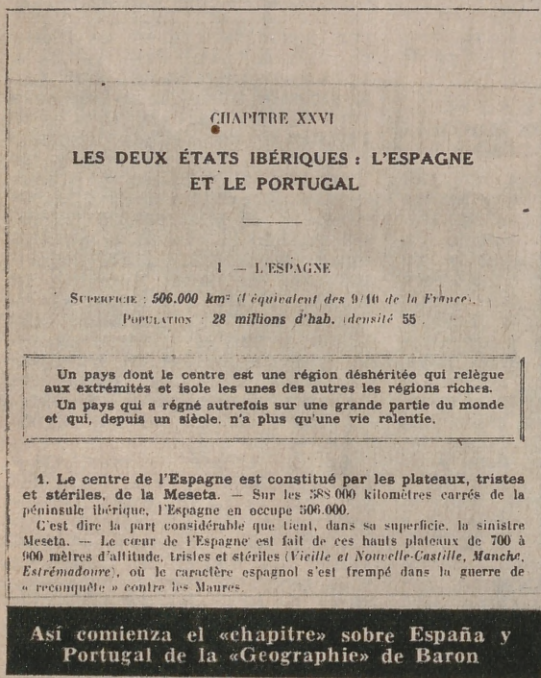 CHAPITRE XXVI
LES DEUX ÉTATS IBÉRIQUES : L'ESPAGNE
ET LE PORTUGAL
I — L'ESPAGNE
SUPERFICIE : 506.000 km² (l'équivalent des 9/10 de la France).
POPULATION : 28 millions d'hab. (densité 55).
Un pays dont le centre est une région déshéritée qui relègue
aux extrémités et isole les unes des autres les régions riches.
Un pays qui a régné autrefois sur une grande partie du monde
et qui, depuis un siècle, n'a plus qu'une vie ralentie.
1. Le centre de l'Espagne est constitué par les plateaux, tristes
et stériles, de la Meseta. — Sur les 588 000 kilomètres carrés de la
péninsule ibérique, l'Espagne en occupe 506.000.
C'est dire la part considérable que tient, dans sa superficie, la sinistre
Meseta. — Le cœur de l'Espagne est fait de ces hauts plateaux de 700 à
900 mètres d'altitude, tristes et stériles (Vieille et Nouvelle-Castille, Manche,
Estrémadoure), où le caractère espagnol s'est trempé dans la guerre de
« reconquête » contre les Maures.
Así comienza el «chapitre» sobre España y
Portugal de la «Geographie» de Baron